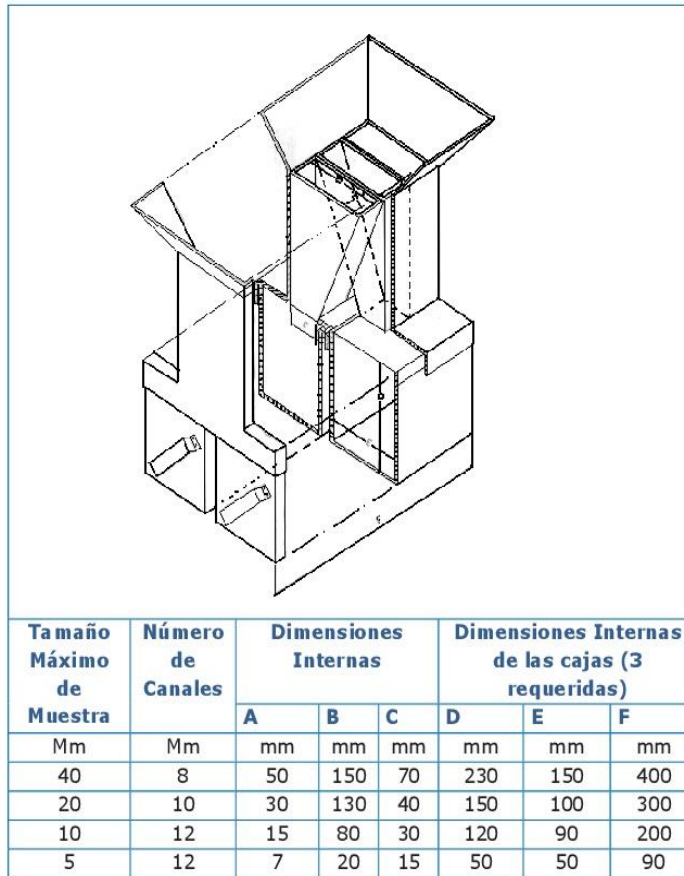 Tamaño Máximo de Muestra
Número de Canales
Dimensiones Internas
Dimensiones Internas de las cajas (3 requeridas)
A B C D E F
Mm Mm mm mm mm mm mm mm
40 8 50 150 70 230 150 400
20 10 30 130 40 150 100 300
10 12 15 80 30 120 90 200
5 12 7 20 15 50 50 90